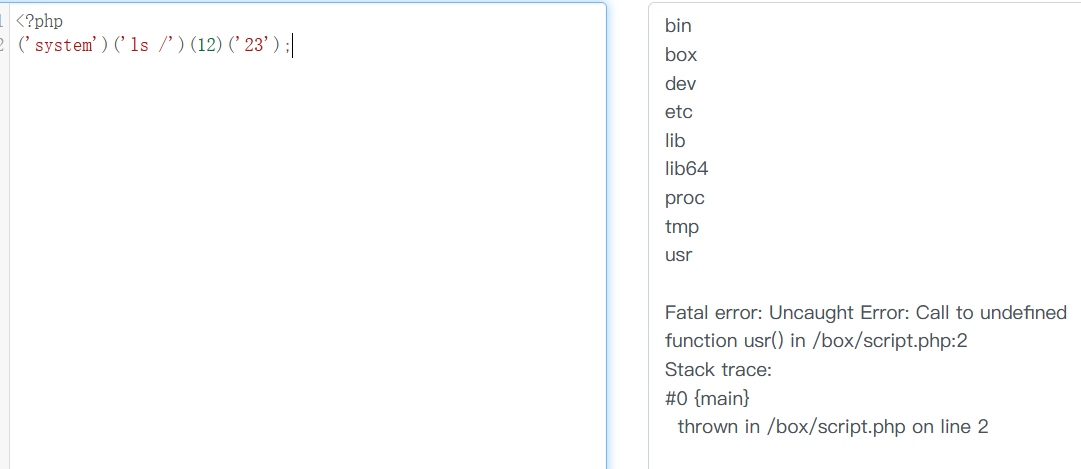 1 <?php
2 ('system')('ls /')(12)('23');
bin
box
dev
etc
lib
lib64
proc
tmp
usr
Fatal error: Uncaught Error: Call to undefined
function usr() in /box/script.php:2
Stack trace:
#0 {main}
thrown in /box/script.php on line 2